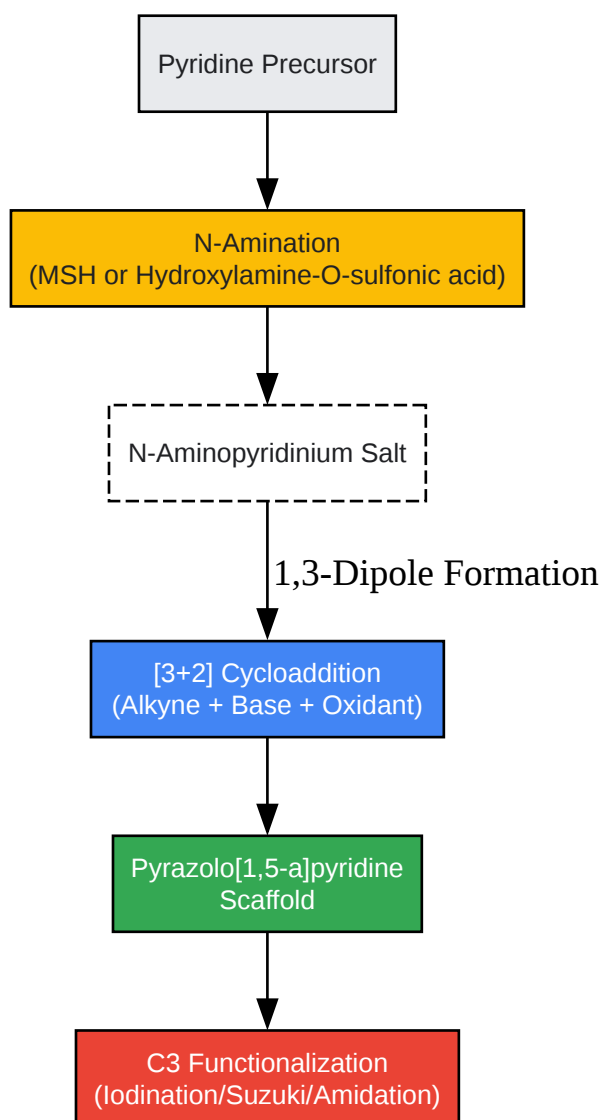 Pyridine Precursor
N-Amination
(MSH or Hydroxylamine-O-sulfonic acid)
N-Aminopyridinium Salt
1,3-Dipole Formation
[3+2] Cycloaddition
(Alkyne + Base + Oxidant)
Pyrazolo[1,5-a]pyridine
Scaffold
C3 Functionalization
(Iodination/Suzuki/Amidation)